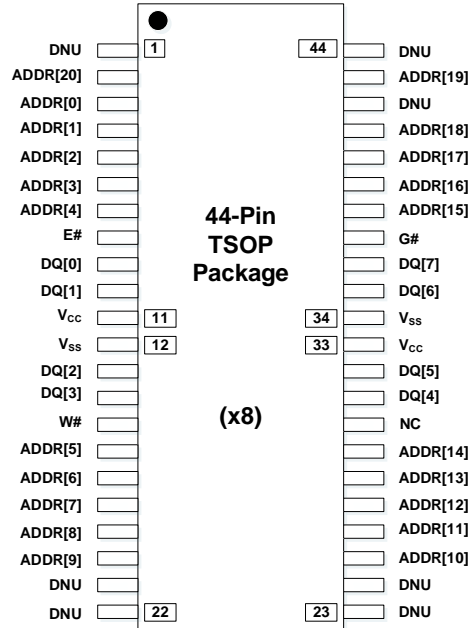 DNU 1 44 DNU
ADDR[20] ADDR[19]
ADDR[0] DNU
ADDR[1] ADDR[18]
ADDR[2] ADDR[17]
ADDR[3] ADDR[16]
ADDR[4] 44-Pin ADDR[15]
E# TSOP G#
DQ[0] Package DQ[7]
DQ[1] DQ[6]
VCC 11 34 VSS
VSS 12 33 VCC
DQ[2] DQ[5]
DQ[3] DQ[4]
W# (x8) NC
ADDR[5] ADDR[14]
ADDR[6] ADDR[13]
ADDR[7] ADDR[12]
ADDR[8] ADDR[11]
ADDR[9] ADDR[10]
DNU DNU
DNU 22 23 DNU